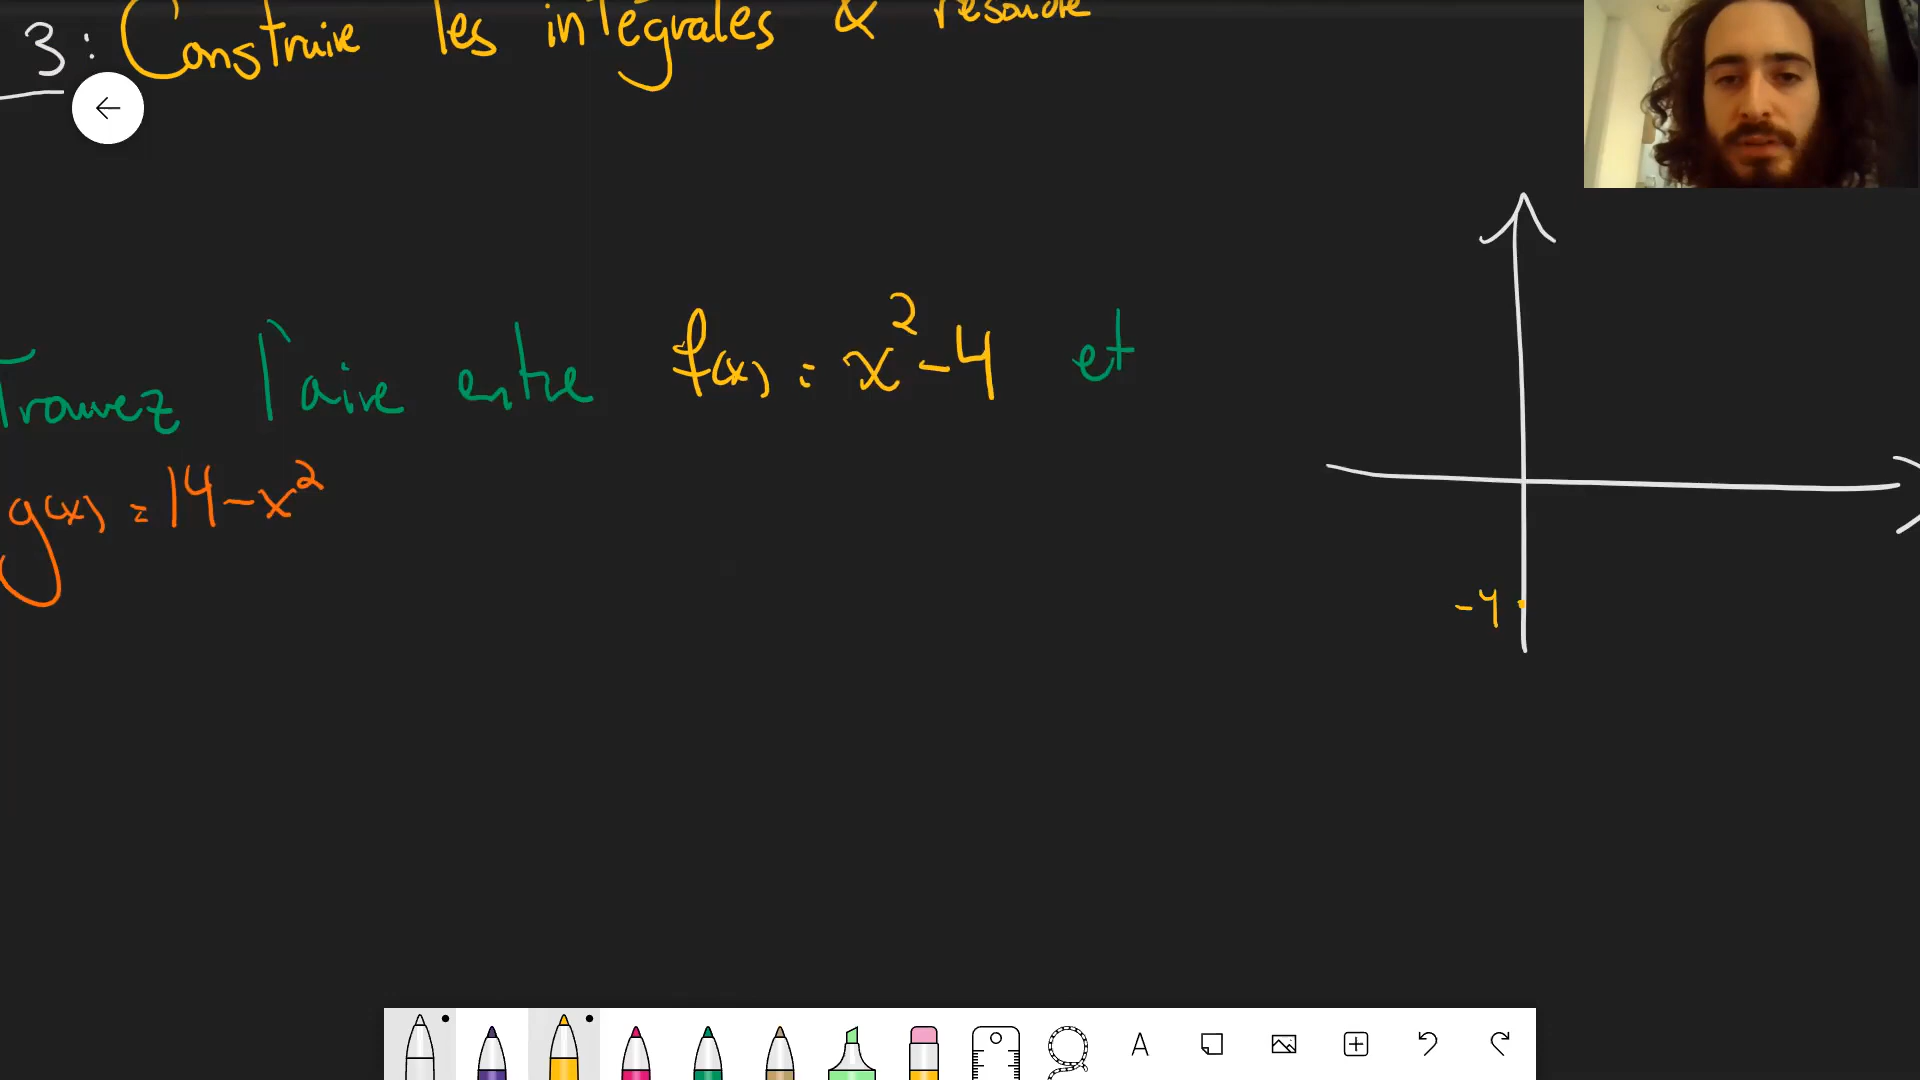 3: Construire les intégrales & résoudre
Trouvez l'aire entre f(x) = x² - 4 et
g(x) = 14 - x²
-4
A